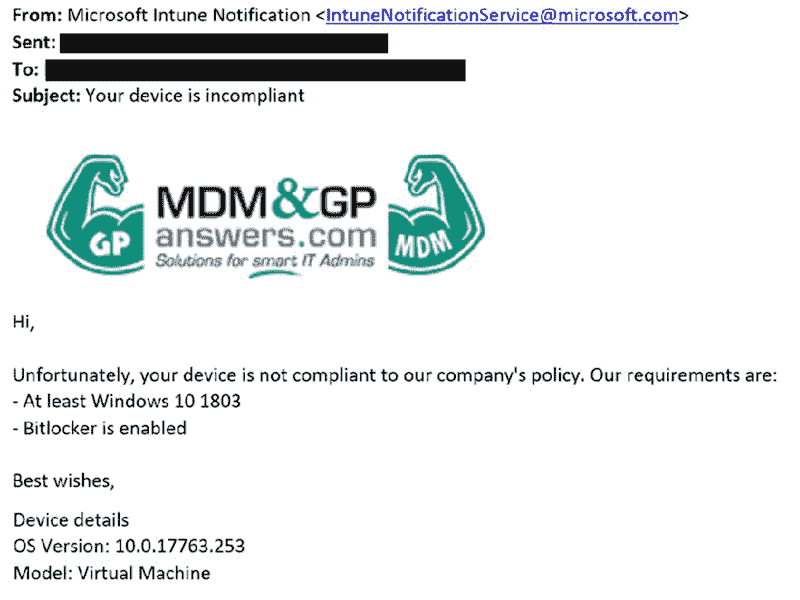 From: Microsoft Intune Notification <IntuneNotificationService@microsoft.com>
Sent:
To:
Subject: Your device is incompliant
GP
MDM&GP
answers.com
Solutions for smart IT Admins
MDM
Hi,
Unfortunately, your device is not compliant to our company's policy. Our requirements are:
- At least Windows 10 1803
- Bitlocker is enabled
Best wishes,
Device details
OS Version: 10.0.17763.253
Model: Virtual Machine